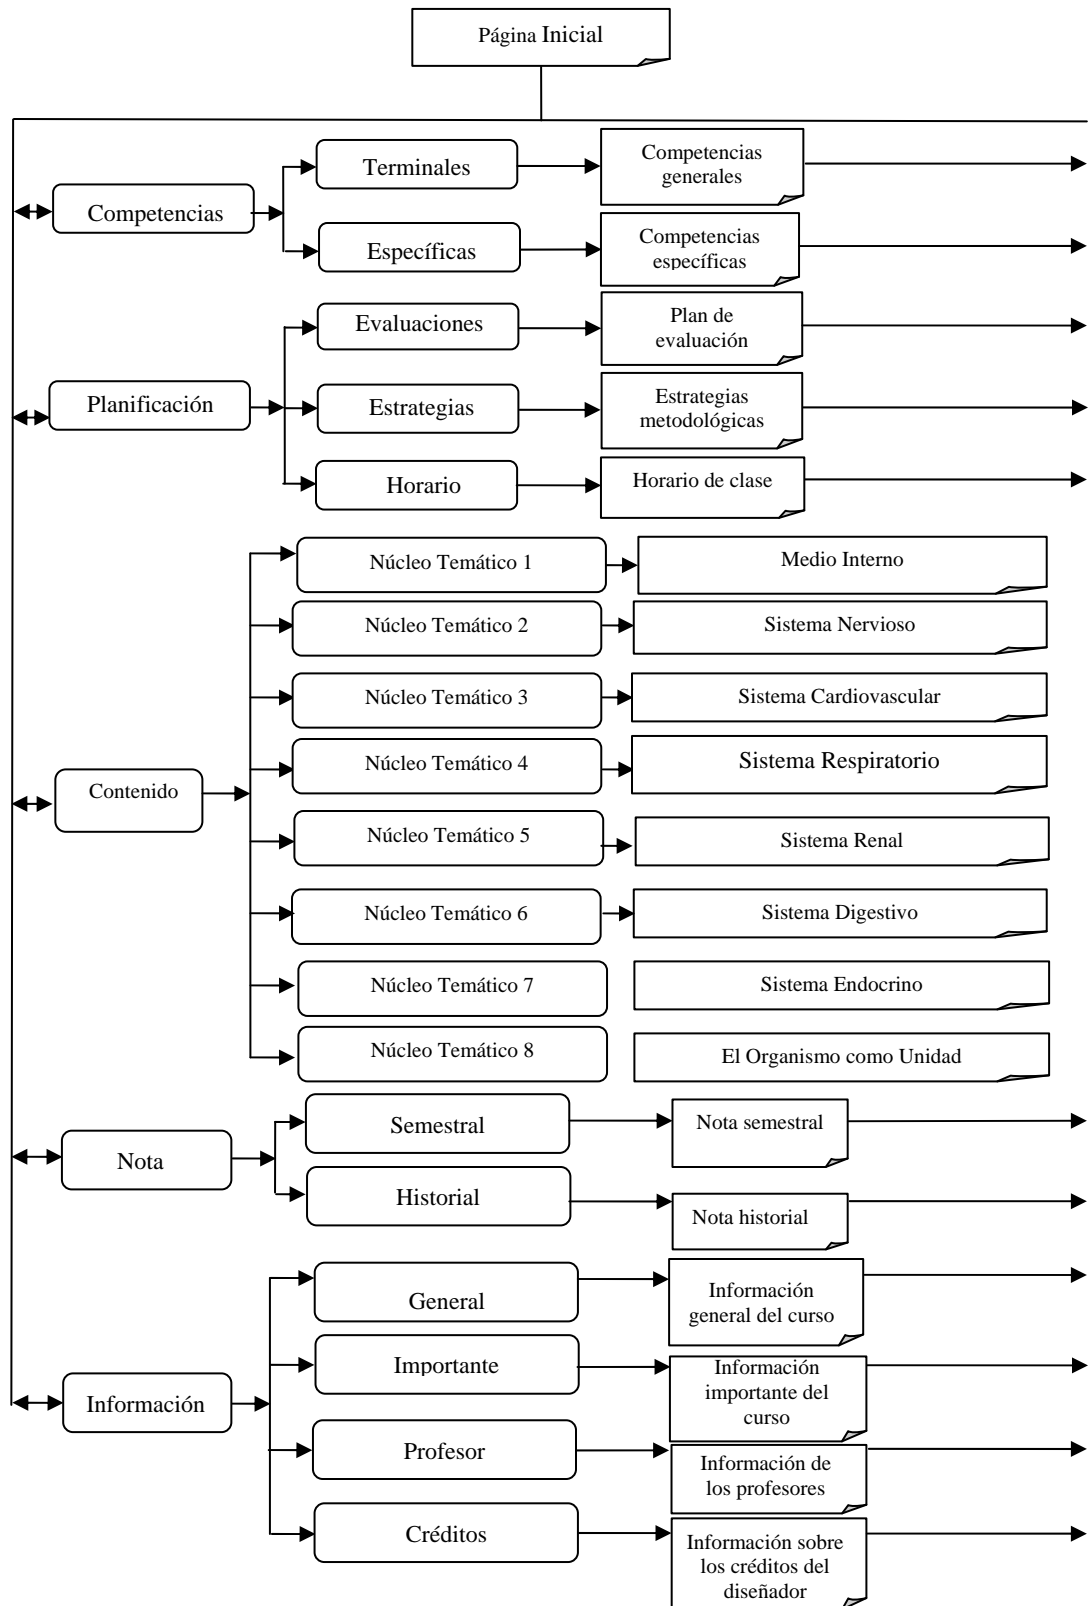 Página Inicial
Terminales
Competencias
generales
Competencias
Específicas
Competencias
específicas
Evaluaciones
Plan de
evaluación
Planificación
Estrategias
Estrategias
metodológicas
Horario
Horario de clase
Núcleo Temático 1
Medio Interno
Núcleo Temático 2
Sistema Nervioso
Núcleo Temático 3
Sistema Cardiovascular
Núcleo Temático 4
Sistema Respiratorio
Contenido
Núcleo Temático 5
Sistema Renal
Núcleo Temático 6
Sistema Digestivo
Núcleo Temático 7
Sistema Endocrino
Núcleo Temático 8
El Organismo como Unidad
Semestral
Nota semestral
Nota
Historial
Nota historial
General
Información
general del curso
Importante
Información
importante del
curso
Información
Profesor
Información de
los profesores
Créditos
Información sobre
los créditos del
diseñador